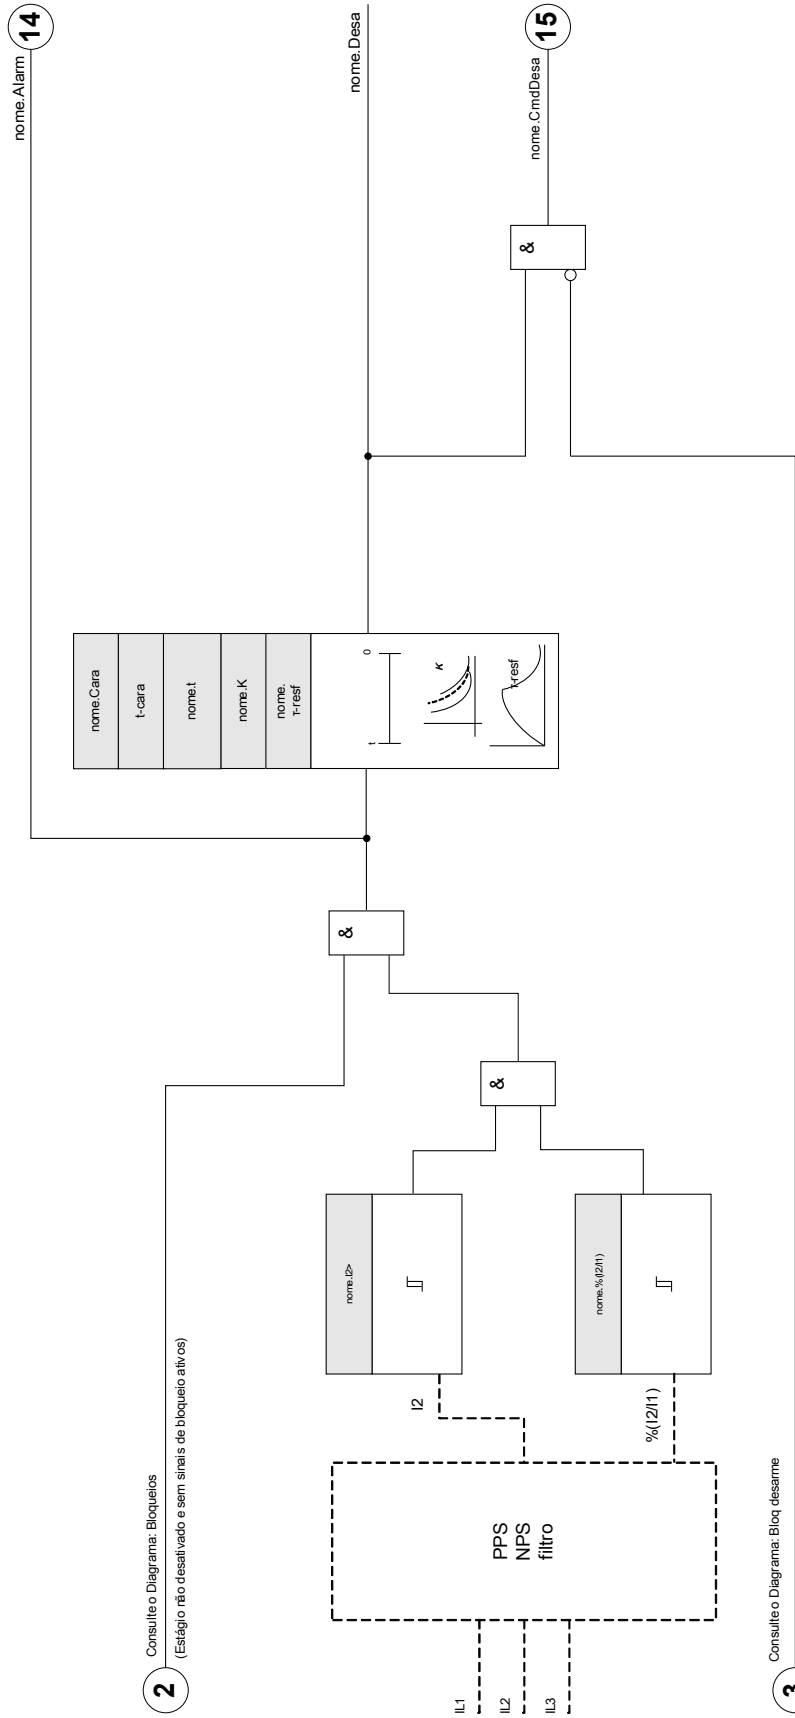 14
nome.Alarm
nome.Desa
15
nome.CmdDesa
&
nome.Cara
t-cara
nome.t
nome.K
nome.
τ-resf
t
0
K
τ-resf
&
&
nome.I2>
nome.%(I2/I1)
I2
%(I2/I1)
2
Consulte o Diagrama: Bloqueios
(Estágio não desativado e sem sinais de bloqueio ativos)
PPS
NPS
filtro
IL1
IL2
IL3
3
Consulte o Diagrama: Bloq desarme